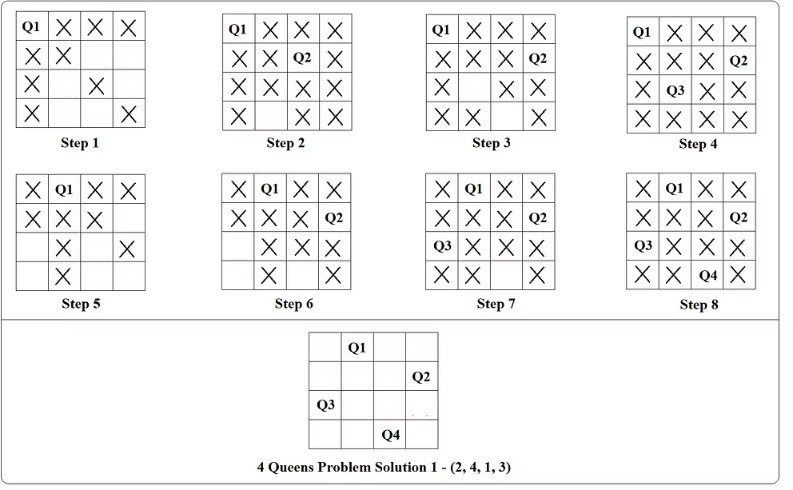 Q1 X X X
X X
X X
X X
Step 1
Q1 X X X
X X Q2 X
X X X X
X X X
Step 2
Q1 X X X
X X X Q2
X X X
X X X
Step 3
Q1 X X X
X X X Q2
X Q3 X X
X X X X
Step 4
X Q1 X X
X X X
X X
X
Step 5
X Q1 X X
X X X Q2
X X X
X X
Step 6
X Q1 X X
X X X Q2
Q3 X X X
X X X
Step 7
X Q1 X X
X X X Q2
Q3 X X X
X X Q4 X
Step 8
Q1
Q2
Q3
Q4
4 Queens Problem Solution 1 - (2, 4, 1, 3)